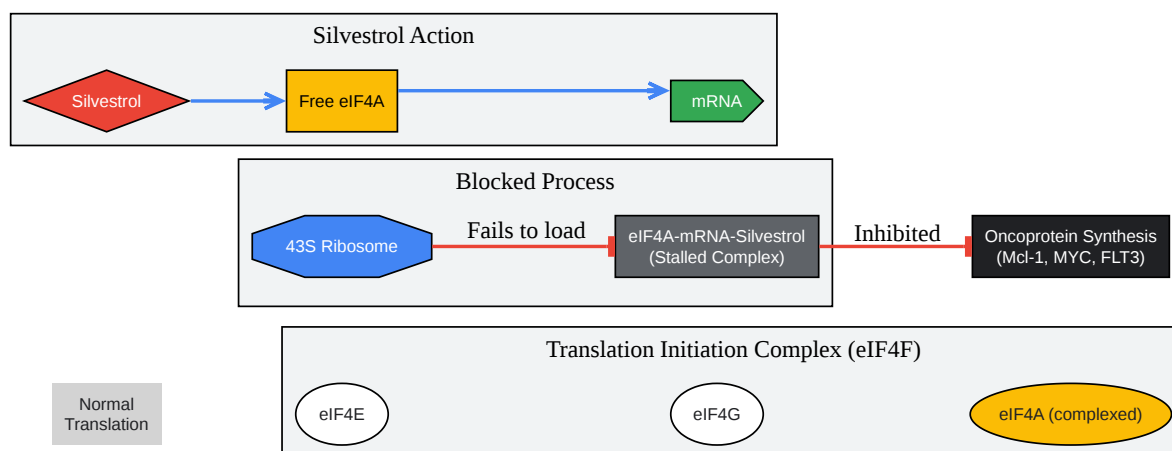 Silvestrol Action
Silvestrol
Free eIF4A
mRNA
Blocked Process
43S Ribosome
Fails to load
eIF4A-mRNA-Silvestrol
(Stalled Complex)
Inhibited
Oncoprotein Synthesis
(Mcl-1, MYC, FLT3)
Translation Initiation Complex (eIF4F)
Normal
Translation
eIF4E
eIF4G
eIF4A (complexed)